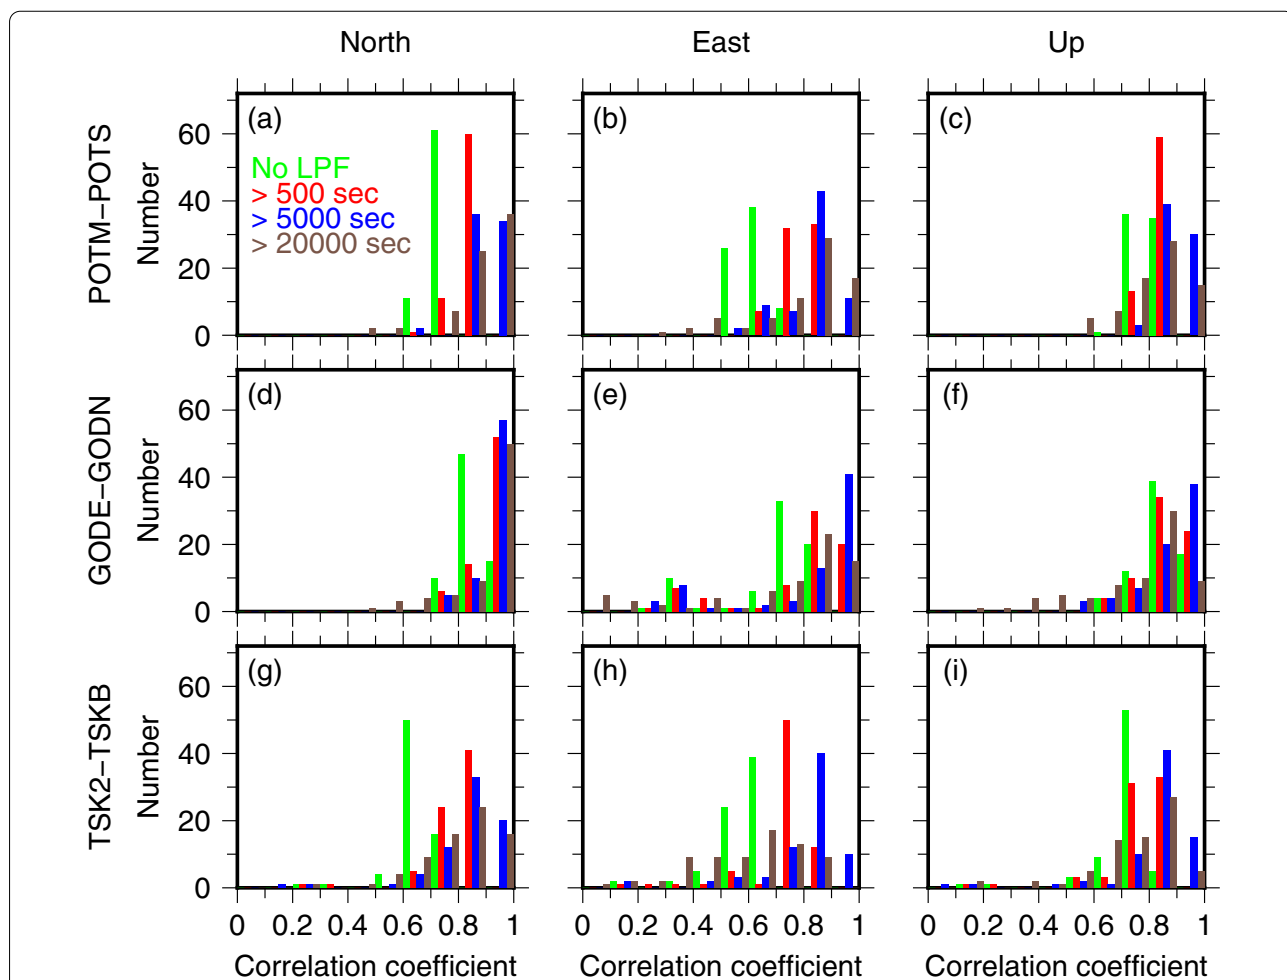 North East Up
POTM–POTS
Number
60
40
20
0
(a)
No LPF
> 500 sec
> 5000 sec
> 20000 sec
(b)
(c)
GODE–GODN
Number
60
40
20
0
(d)
(e)
(f)
TSK2–TSKB
Number
60
40
20
0
(g)
(h)
(i)
0 0.2 0.4 0.6 0.8 1
0 0.2 0.4 0.6 0.8 1
0 0.2 0.4 0.6 0.8 1
Correlation coefficient
Correlation coefficient
Correlation coefficient